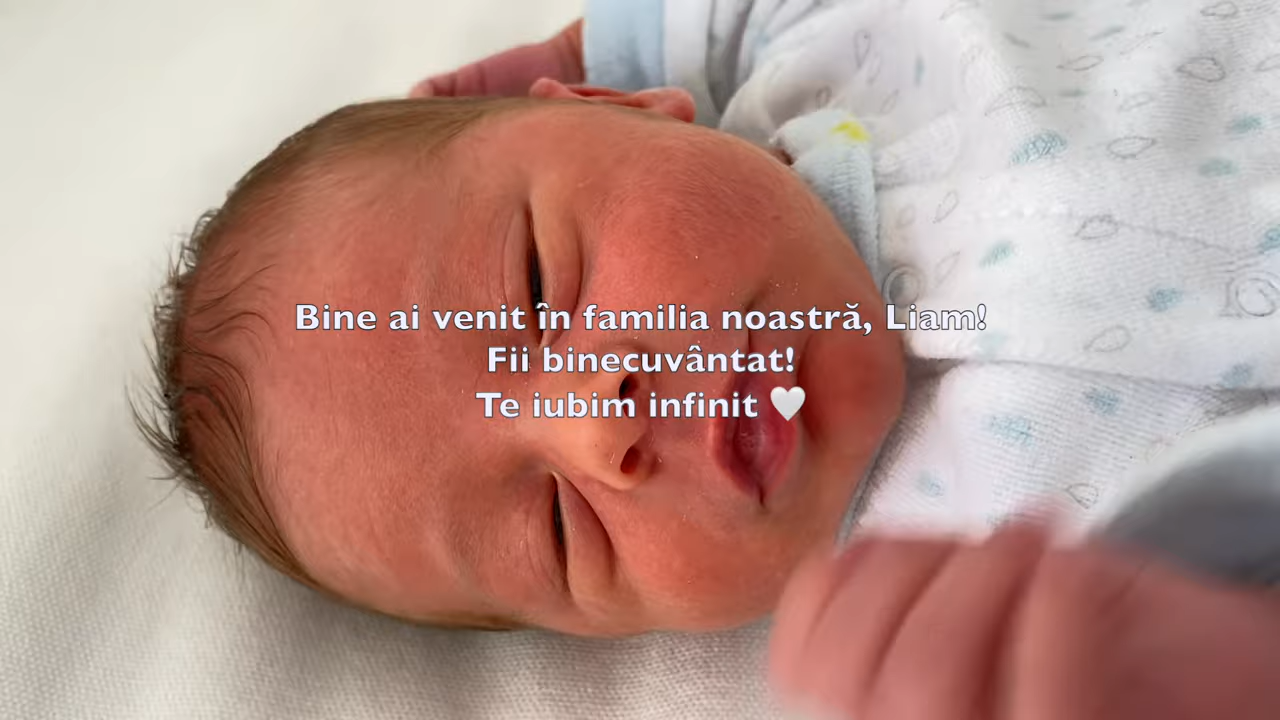 Bine ai venit în familia noastră, Liam!
Fii binecuvântat!
Te iubim infinit 🤍